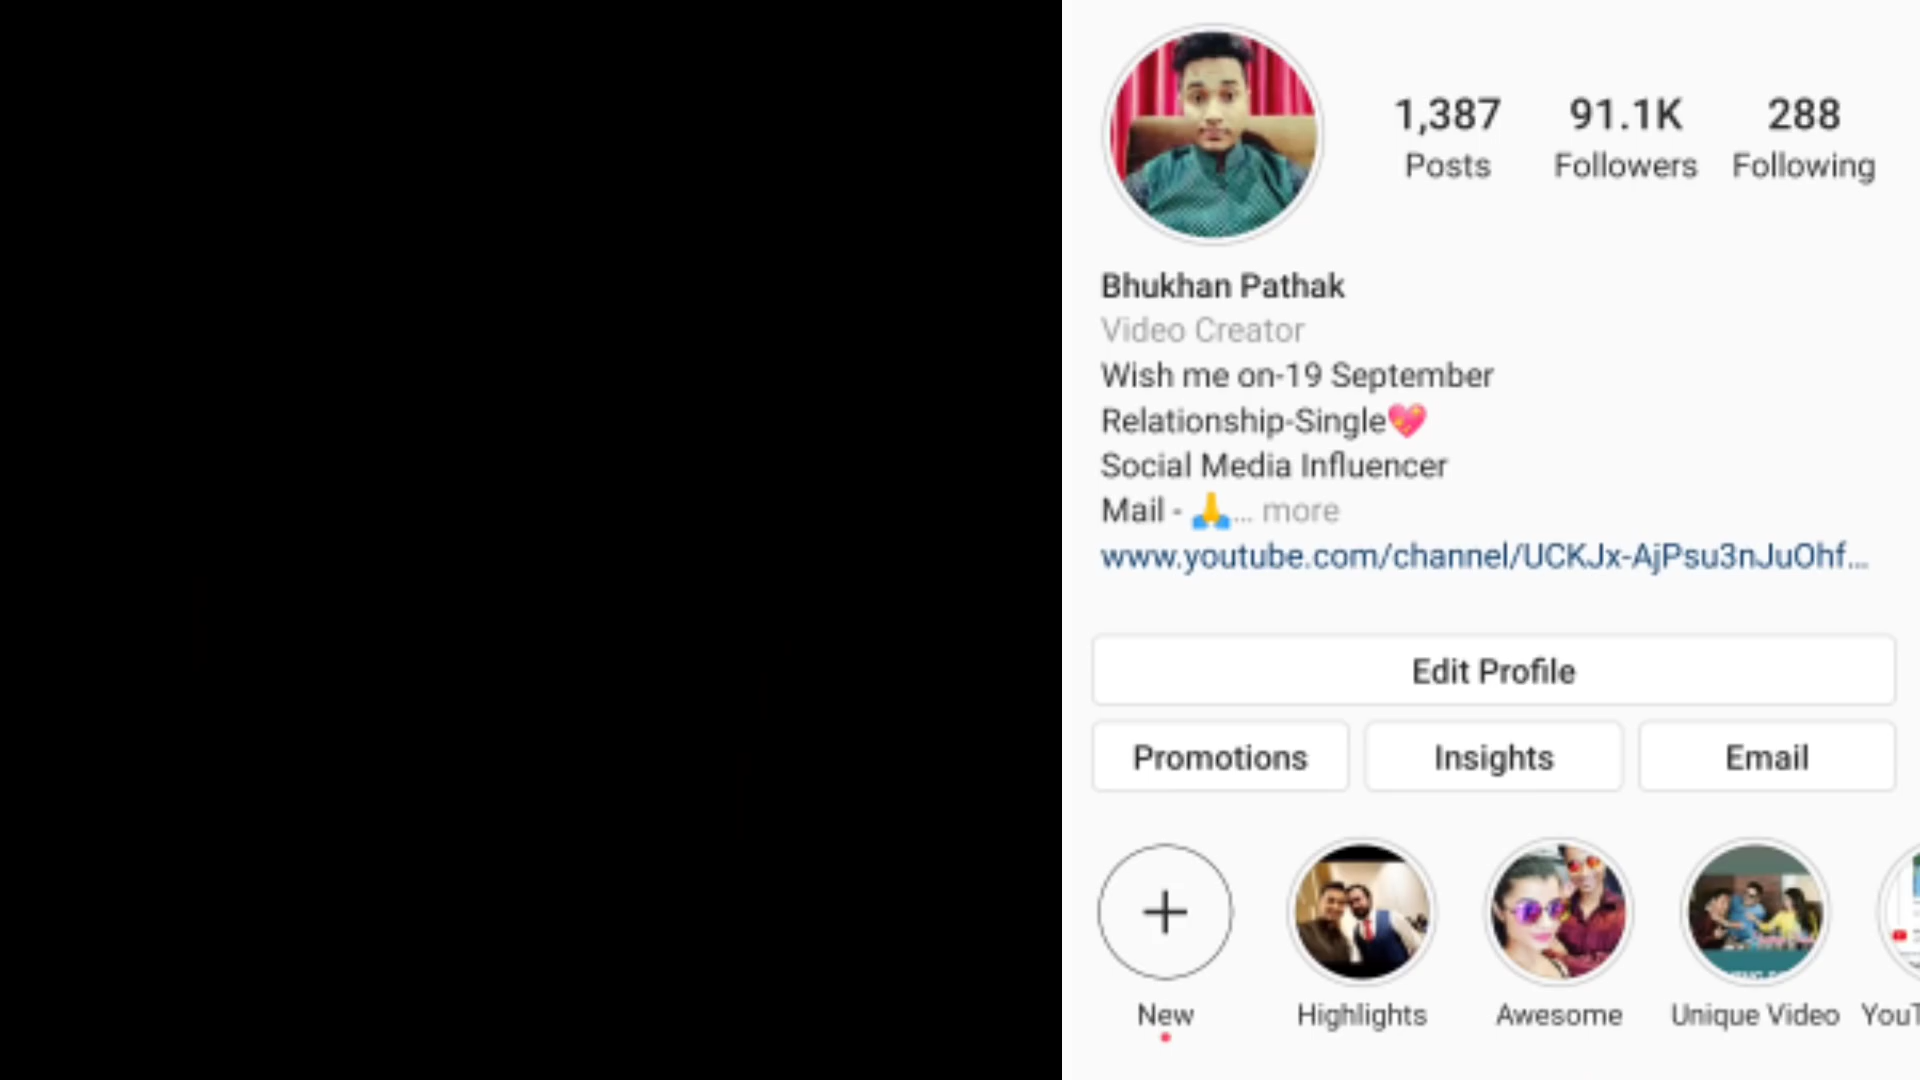 1,387 91.1K 288
Posts Followers Following
Bhukhan Pathak
Video Creator
Wish me on-19 September
Relationship-Single💖
Social Media Influencer
Mail - 🙏... more
www.youtube.com/channel/UCKJx-AjPsu3nJuOhf...
Edit Profile
Promotions Insights Email
New Highlights Awesome Unique Video YouT